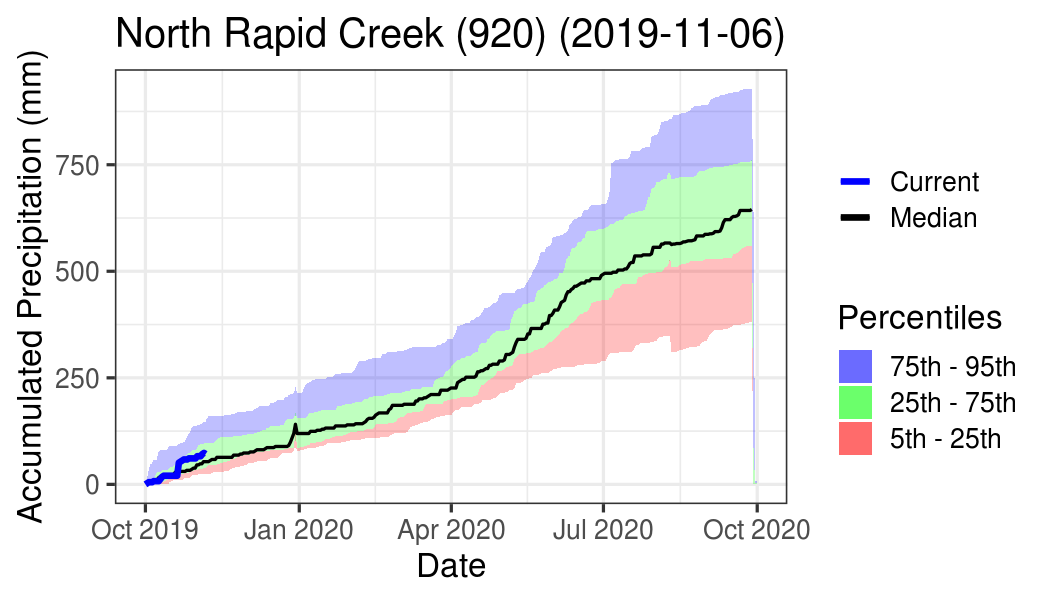 North Rapid Creek (920) (2019-11-06)
Accumulated Precipitation (mm)
750
500
250
0
Oct 2019
Jan 2020
Apr 2020
Jul 2020
Oct 2020
Date
Current
Median
Percentiles
75th - 95th
25th - 75th
5th - 25th